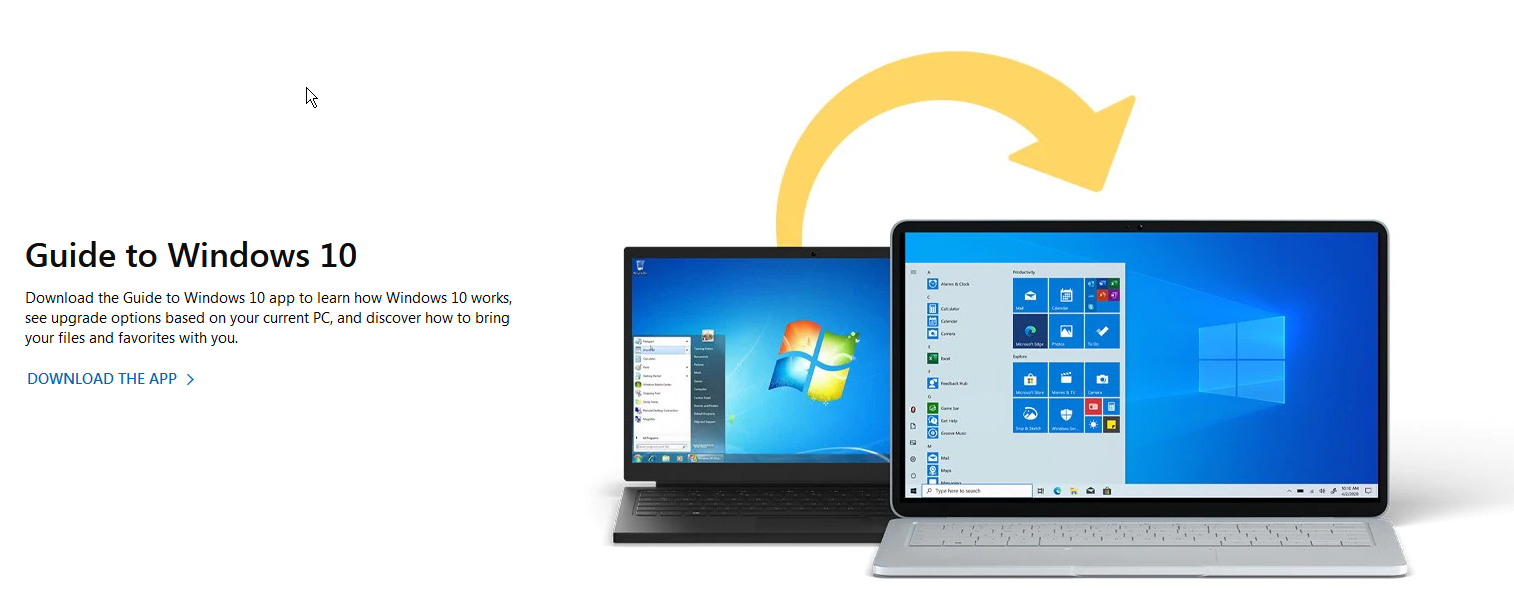 Guide to Windows 10
Download the Guide to Windows 10 app to learn how Windows 10 works,
see upgrade options based on your current PC, and discover how to bring
your files and favorites with you.
DOWNLOAD THE APP
Productivity
A
Alarms & Clock
C
Calculator
Calendar
Camera
E
Excel
F
Feedback Hub
G
Game bar
Get Help
Groove Music
M
Mail
Maps
Mail
Calendar
Microsoft Edge
Photos
To Do
Explore
Microsoft Store
Movies & TV
Camera
Snip & Sketch
Type here to search
10:10 AM